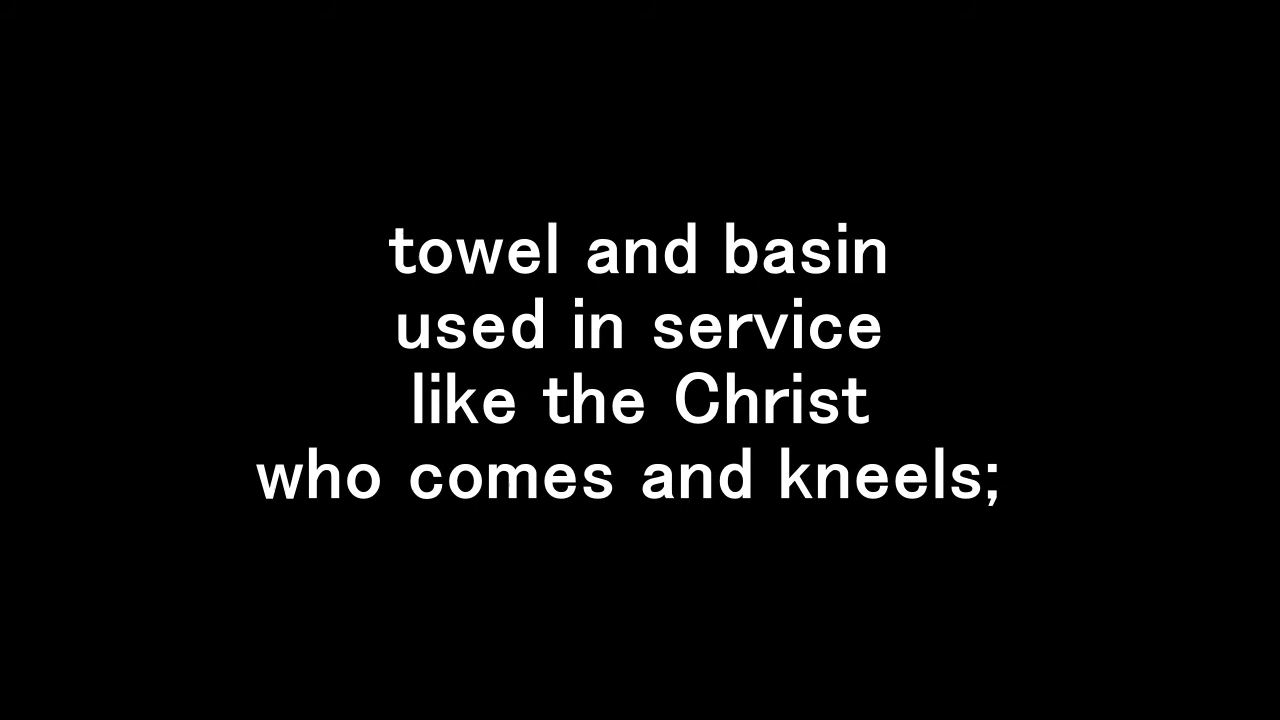 towel and basin
used in service
like the Christ
who comes and kneels;